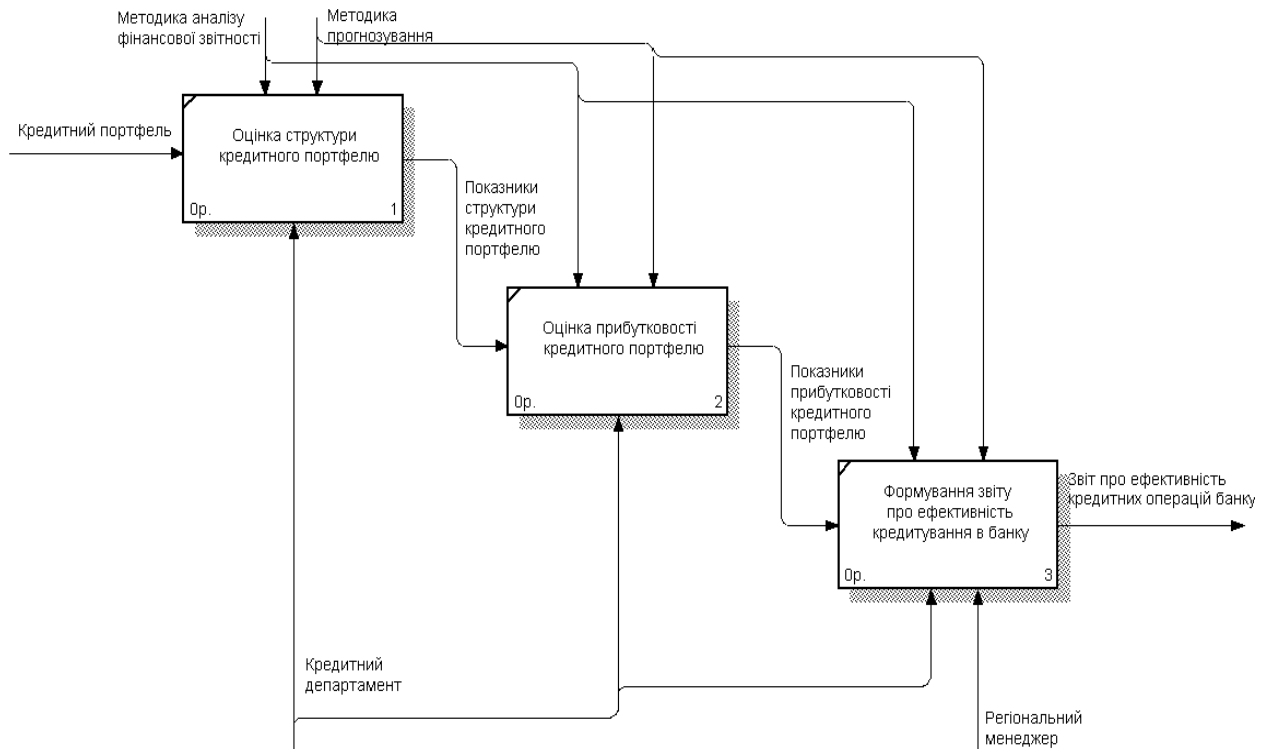 Методика аналізу
фінансової звітності
Методика
прогнозування
Кредитний портфель
Оцінка структури
кредитного портфелю
0р.
1
Показники
структури
кредитного
портфелю
Оцінка прибутковості
кредитного портфелю
0р.
2
Показники
прибутковості
кредитного
портфелю
Формування звіту
про ефективність
кредитування в банку
0р.
3
Звіт про ефективність
кредитних операцій банку
Кредитний
департамент
Регіональний
менеджер